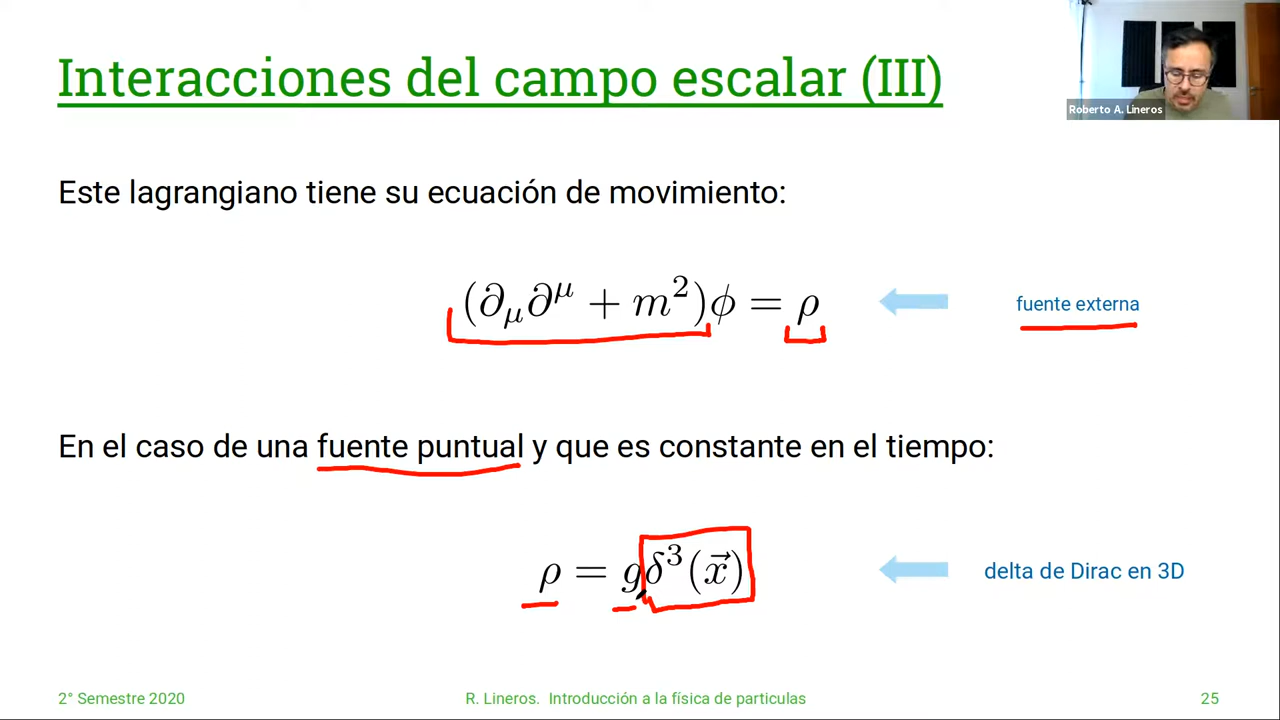 Interacciones del campo escalar (III)
Roberto A. Lineros
Este lagrangiano tiene su ecuación de movimiento:
(∂_μ∂^μ + m²)φ = ρ
fuente externa
En el caso de una fuente puntual y que es constante en el tiempo:
ρ = gδ³(x⃗)
delta de Dirac en 3D
2° Semestre 2020
R. Lineros. Introducción a la física de particulas
25